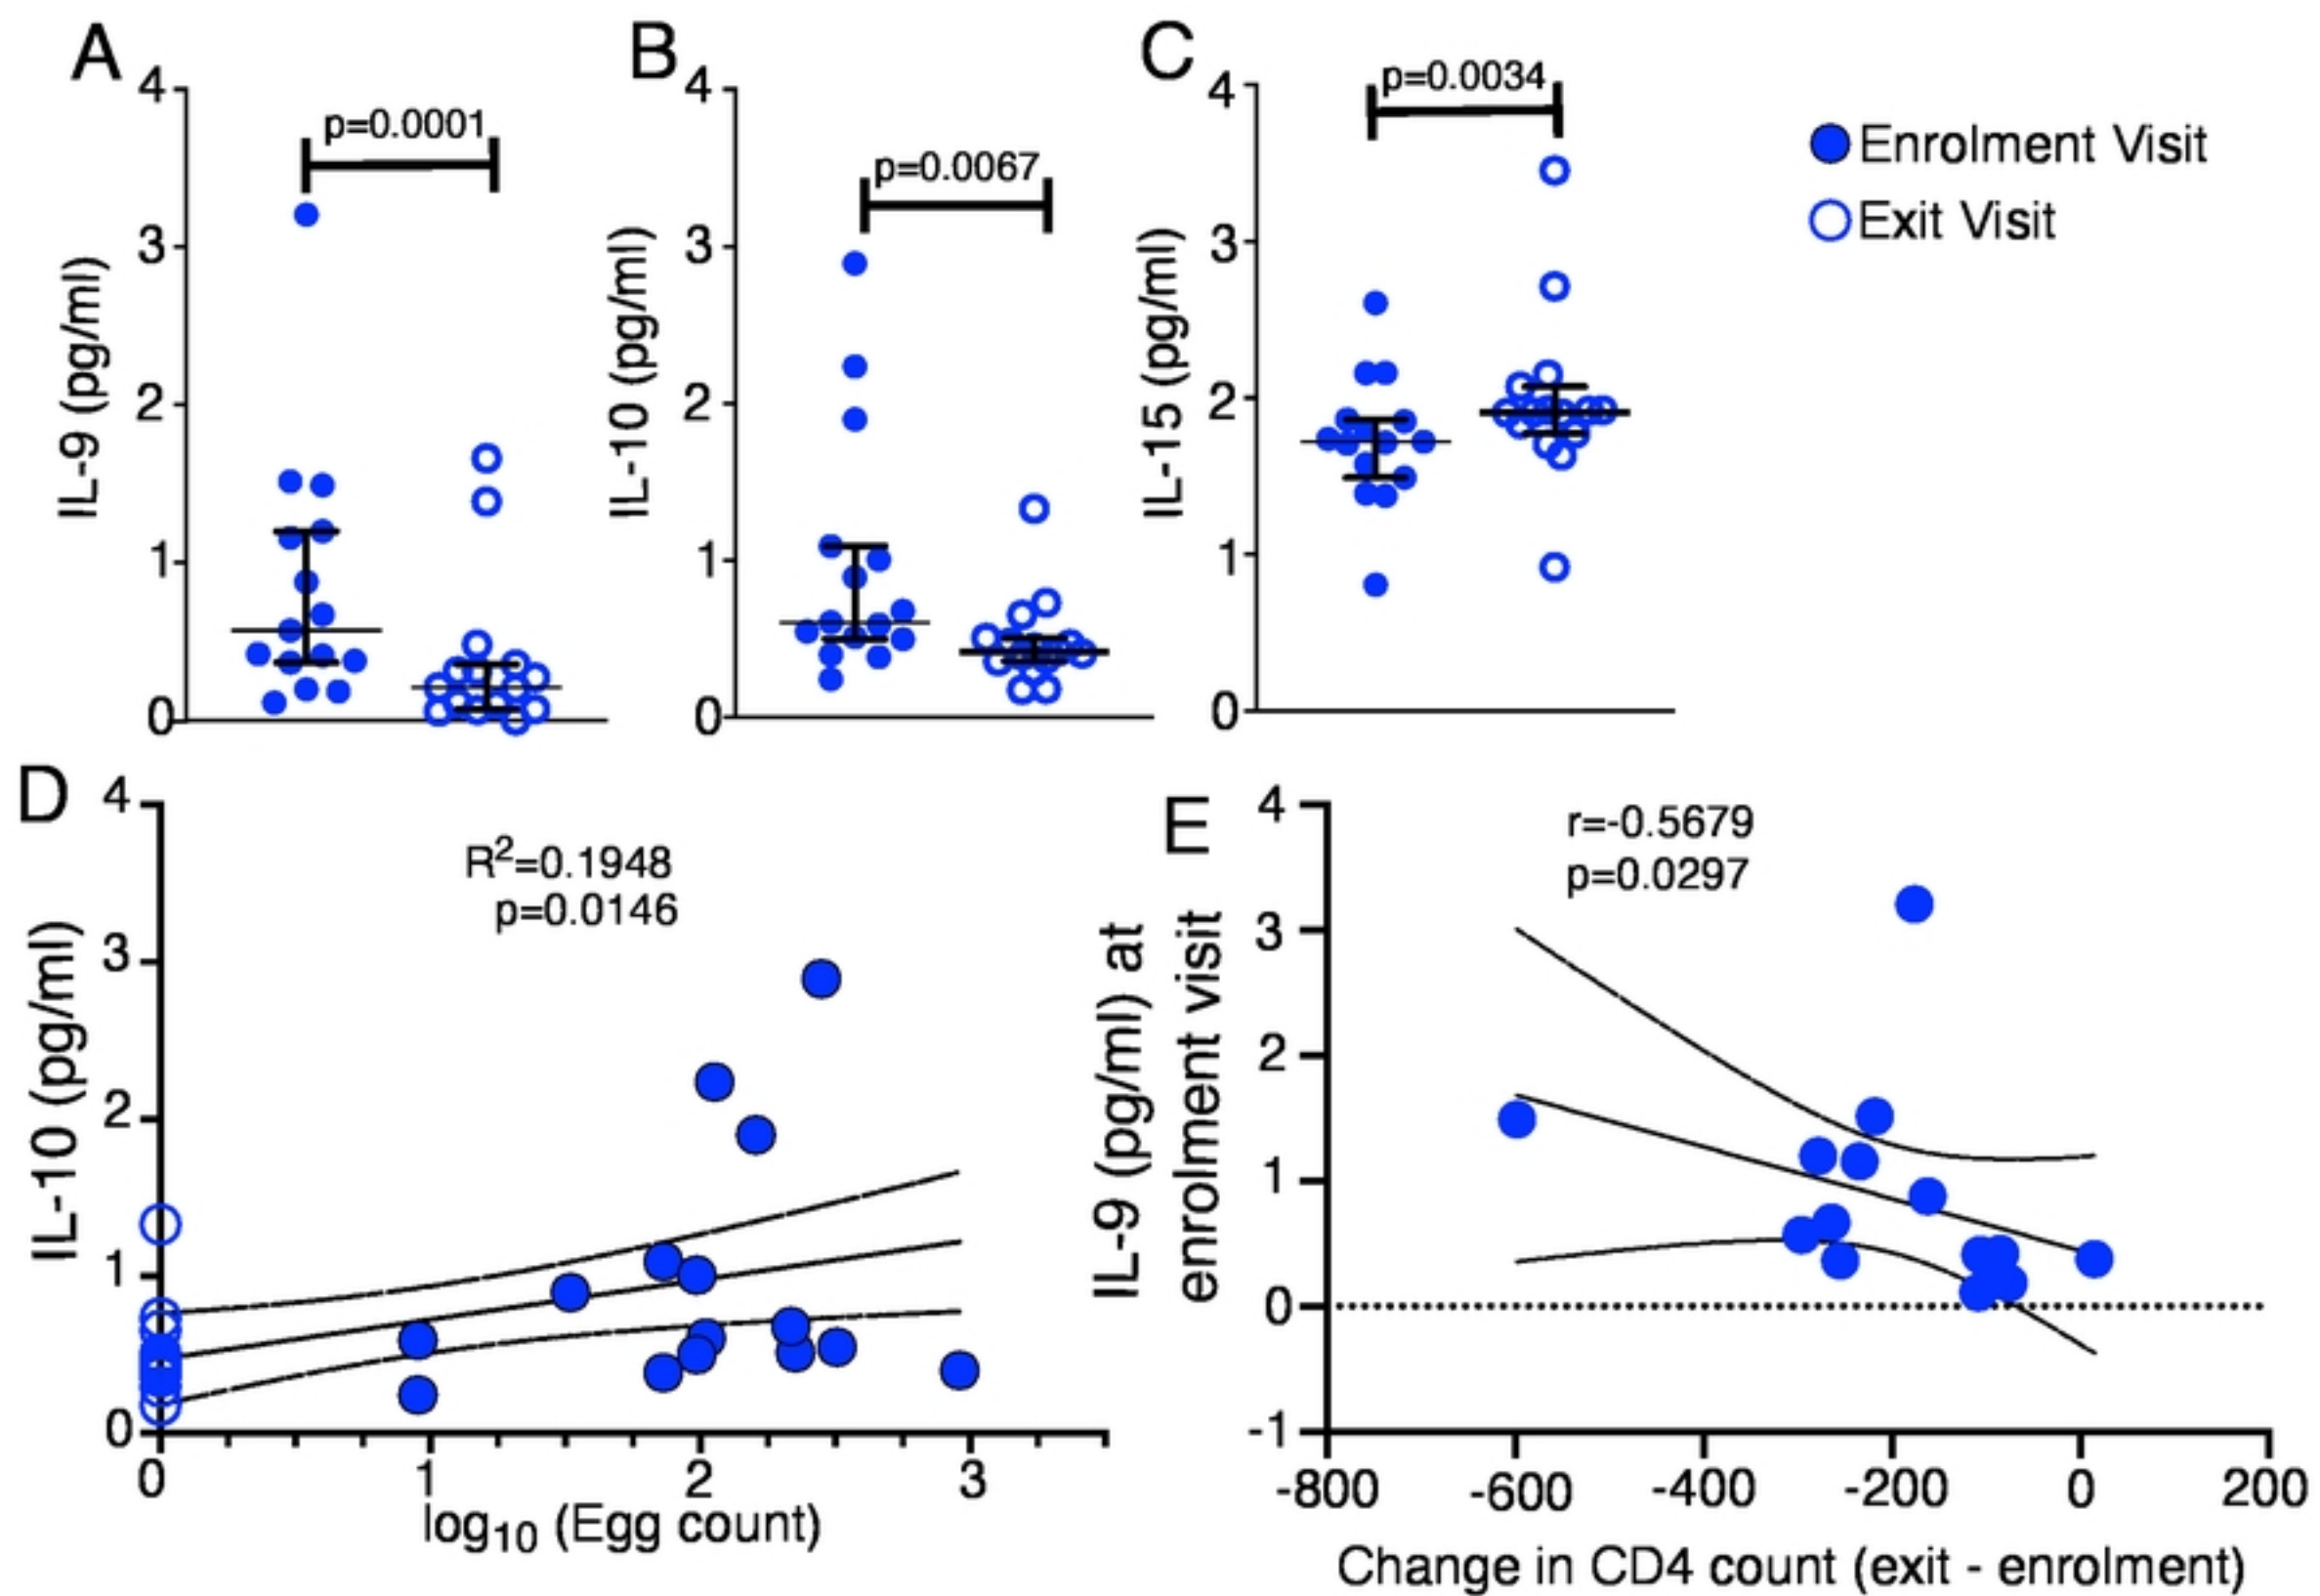 A
4
3
2
1
0
IL-9 (pg/ml)
p=0.0001
B
4
3
2
1
0
IL-10 (pg/ml)
p=0.0067
C
4
3
2
1
0
IL-15 (pg/ml)
p=0.0034
Enrolment Visit
Exit Visit
D
4
3
2
1
0
IL-10 (pg/ml)
R²=0.1948
p=0.0146
0 1 2 3
log₁₀ (Egg count)
E
4
3
2
1
0
-1
IL-9 (pg/ml) at
enrolment visit
r=-0.5679
p=0.0297
-800 -600 -400 -200 0 200
Change in CD4 count (exit - enrolment)